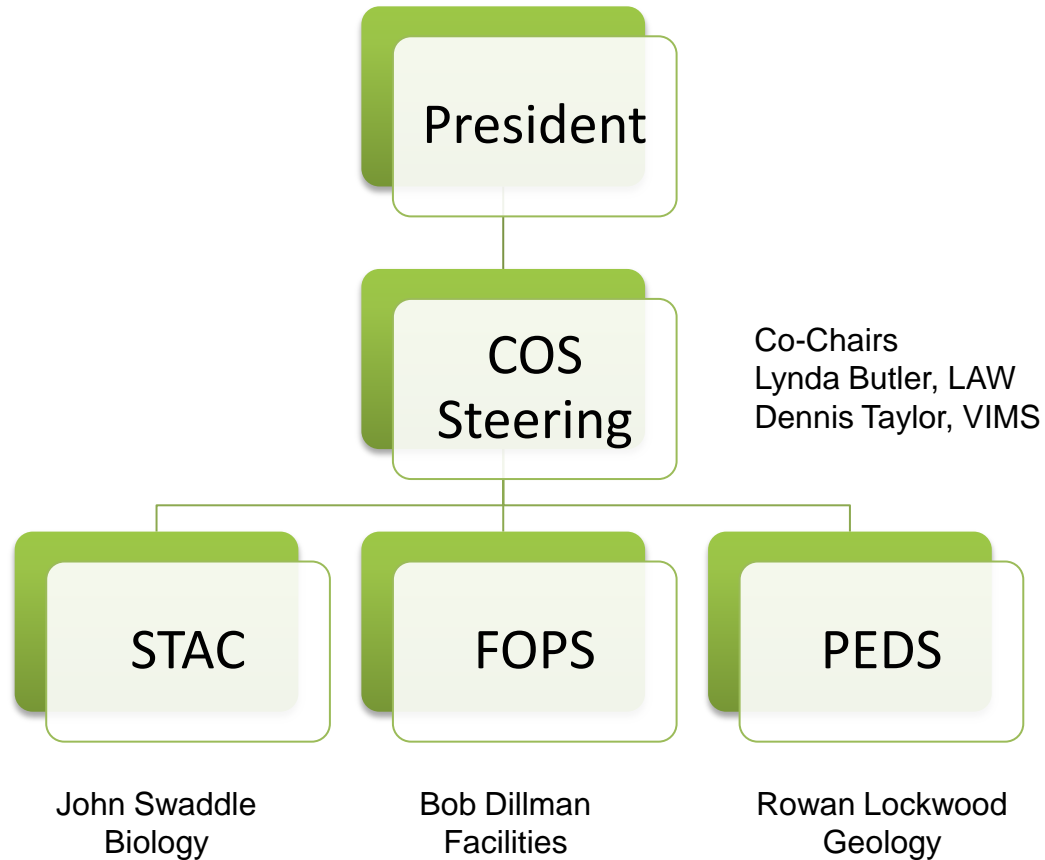 President
COS
Steering
Co-Chairs
Lynda Butler, LAW
Dennis Taylor, VIMS
STAC
FOPS
PEDS
John Swaddle
Biology
Bob Dillman
Facilities
Rowan Lockwood
Geology